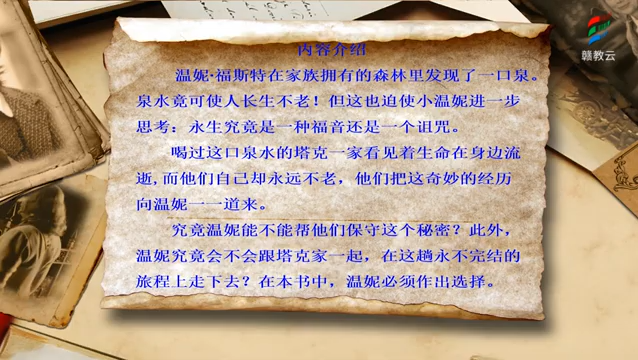 内容介绍
赣教云
温妮·福斯特在家族拥有的森林里发现了一口泉。
泉水竟可使人长生不老！但这也迫使小温妮进一步
思考：永生究竟是一种福音还是一个诅咒。
喝过这口泉水的塔克一家看见着生命在身边流
逝,而他们自己却永远不老，他们把这奇妙的经历
向温妮一一道来。
究竟温妮能不能帮他们保守这个秘密？此外，
温妮究竟会不会跟塔克家一起，在这趟永不完结的
旅程上走下去？在本书中，温妮必须作出选择。